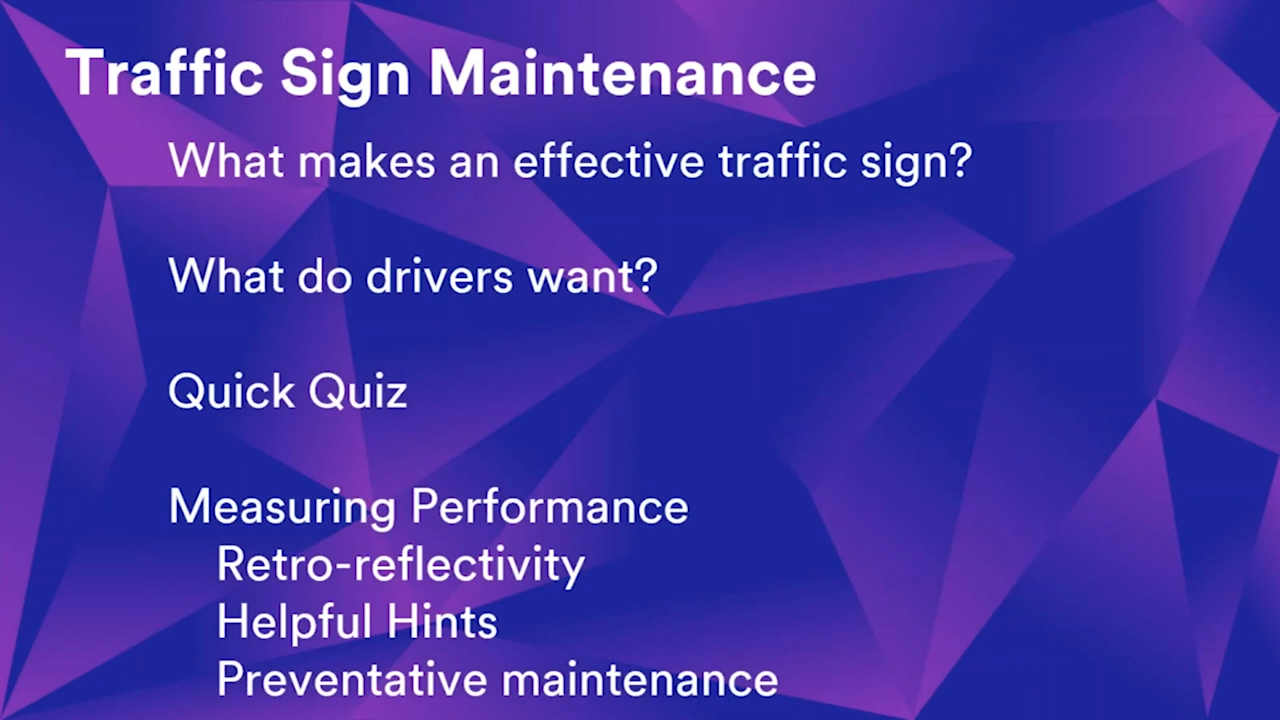 Traffic Sign Maintenance
What makes an effective traffic sign?
What do drivers want?
Quick Quiz
Measuring Performance
Retro-reflectivity
Helpful Hints
Preventative maintenance